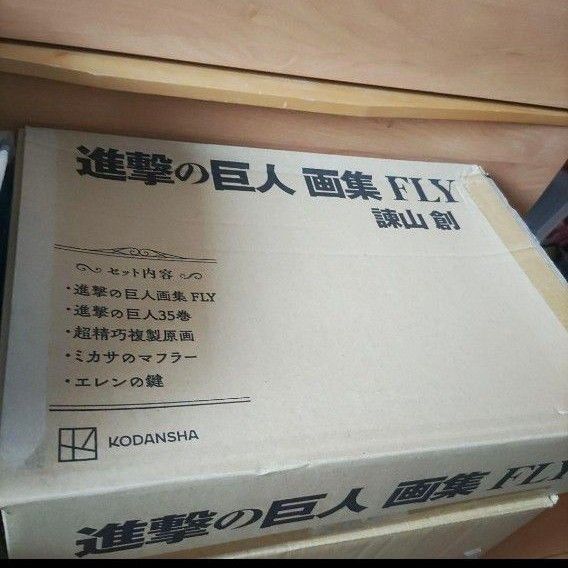 進撃の巨人 画集 FLY
諫山 創
セット内容
・進撃の巨人画集 FLY
・進撃の巨人35巻
・超精巧複製原画
・ミカサのマフラー
・エレンの鍵
KODANSHA
進撃の巨人 画集 FLY